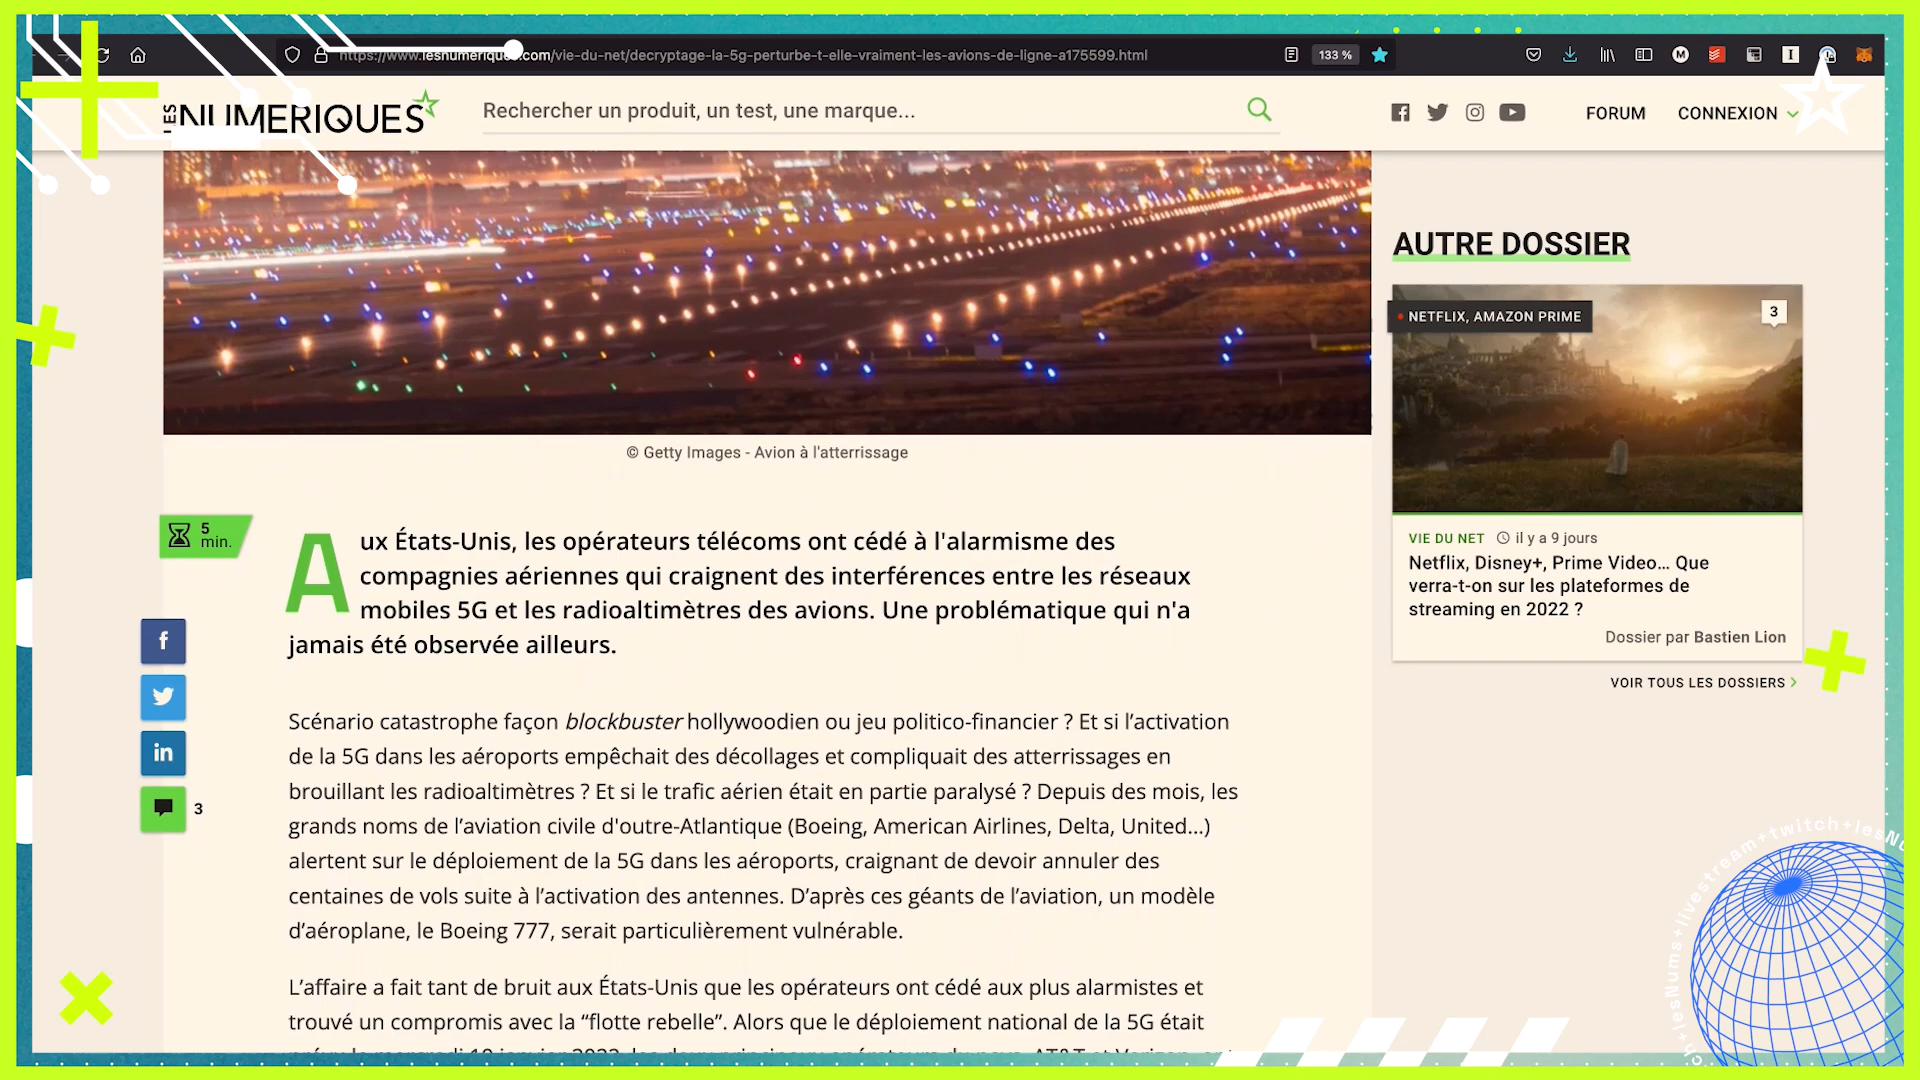 https://www.lesnumeriques.com/vie-du-net/decryptage-la-5g-perturbe-t-elle-vraiment-les-avions-de-ligne-a175599.html
133 %
LES NUMERIQUES
Rechercher un produit, un test, une marque...
FORUM
CONNEXION
AUTRE DOSSIER
NETFLIX, AMAZON PRIME
3
© Getty Images - Avion à l'atterrissage
VIE DU NET il y a 9 jours
Netflix, Disney+, Prime Video... Que
verra-t-on sur les plateformes de
streaming en 2022 ?
Dossier par Bastien Lion
VOIR TOUS LES DOSSIERS
5
min.
Aux États-Unis, les opérateurs télécoms ont cédé à l'alarmisme des
compagnies aériennes qui craignent des interférences entre les réseaux
mobiles 5G et les radioaltimètres des avions. Une problématique qui n'a
jamais été observée ailleurs.
3
Scénario catastrophe façon blockbuster hollywoodien ou jeu politico-financier ? Et si l’activation
de la 5G dans les aéroports empêchait des décollages et compliquait des atterrissages en
brouillant les radioaltimètres ? Et si le trafic aérien était en partie paralysé ? Depuis des mois, les
grands noms de l’aviation civile d'outre-Atlantique (Boeing, American Airlines, Delta, United...)
alertent sur le déploiement de la 5G dans les aéroports, craignant de devoir annuler des
centaines de vols suite à l’activation des antennes. D’après ces géants de l’aviation, un modèle
d’aéroplane, le Boeing 777, serait particulièrement vulnérable.
L’affaire a fait tant de bruit aux États-Unis que les opérateurs ont cédé aux plus alarmistes et
trouvé un compromis avec la “flotte rebelle”. Alors que le déploiement national de la 5G était
lesNums+livestream+twitch+lesNu